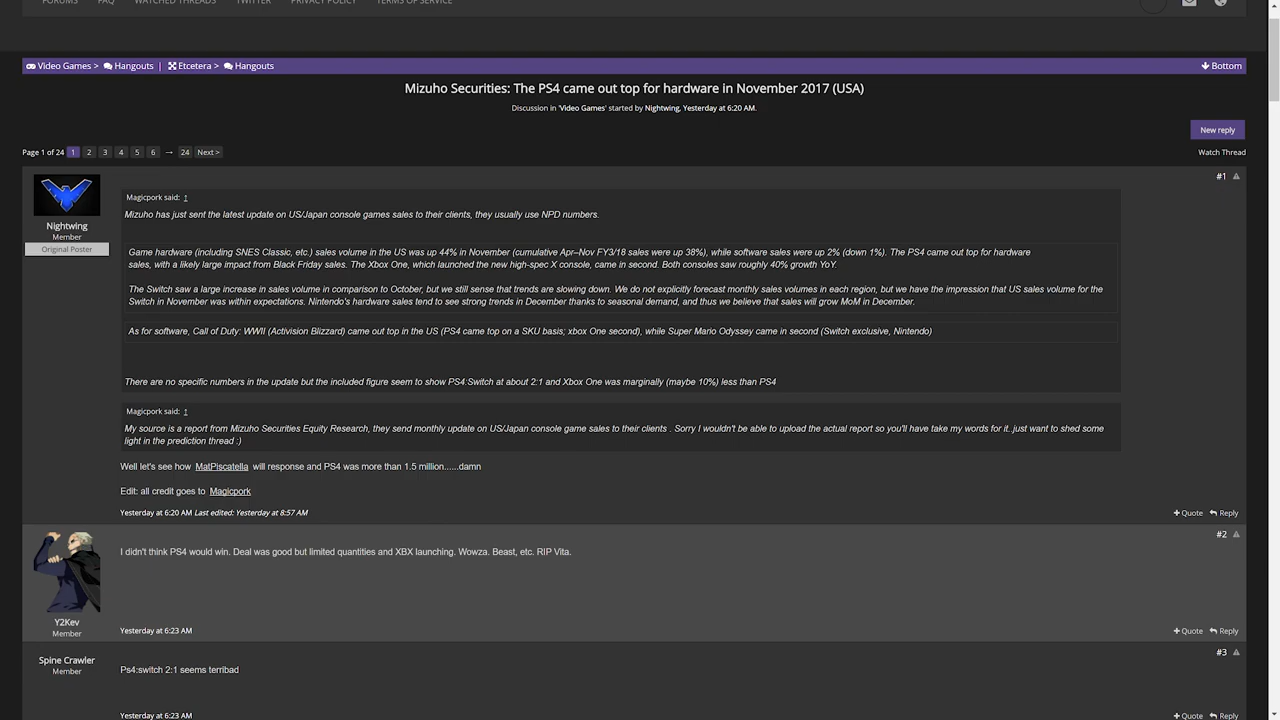 FORUMS FAQ WATCHED THREADS TWITTER PRIVACY POLICY TERMS OF SERVICE
Video Games > Hangouts | Etcetera > Hangouts Bottom
Mizuho Securities: The PS4 came out top for hardware in November 2017 (USA)
Discussion in 'Video Games' started by Nightwing, Yesterday at 6:20 AM.
New reply
Page 1 of 24 1 2 3 4 5 6 → 24 Next > Watch Thread
#1
Nightwing
Member
Original Poster
Magicpork said: ↑
Mizuho has just sent the latest update on US/Japan console games sales to their clients, they usually use NPD numbers.
Game hardware (including SNES Classic, etc.) sales volume in the US was up 44% in November (cumulative Apr–Nov FY3/18 sales were up 38%), while software sales were up 2% (down 1%). The PS4 came out top for hardware
sales, with a likely large impact from Black Friday sales. The Xbox One, which launched the new high-spec X console, came in second. Both consoles saw roughly 40% growth YoY.
The Switch saw a large increase in sales volume in comparison to October, but we still sense that trends are slowing down. We do not explicitly forecast monthly sales volumes in each region, but we have the impression that US sales volume for the
Switch in November was within expectations. Nintendo's hardware sales tend to see strong trends in December thanks to seasonal demand, and thus we believe that sales will grow MoM in December.
As for software, Call of Duty: WWII (Activision Blizzard) came out top in the US (PS4 came top on a SKU basis; xbox One second), while Super Mario Odyssey came in second (Switch exclusive, Nintendo)
There are no specific numbers in the update but the included figure seem to show PS4:Switch at about 2:1 and Xbox One was marginally (maybe 10%) less than PS4
Magicpork said: ↑
My source is a report from Mizuho Securities Equity Research, they send monthly update on US/Japan console game sales to their clients . Sorry I wouldn't be able to upload the actual report so you'll have take my words for it..just want to shed some
light in the prediction thread :)
Well let's see how MatPiscatella will response and PS4 was more than 1.5 million......damn
Edit: all credit goes to Magicpork
Yesterday at 6:20 AM Last edited: Yesterday at 8:57 AM + Quote Reply
#2
Y2Kev
Member
I didn't think PS4 would win. Deal was good but limited quantities and XBX launching. Wowza. Beast, etc. RIP Vita.
Yesterday at 6:23 AM + Quote Reply
#3
Spine Crawler
Member
Ps4:switch 2:1 seems terribad
Yesterday at 6:23 AM + Quote Reply